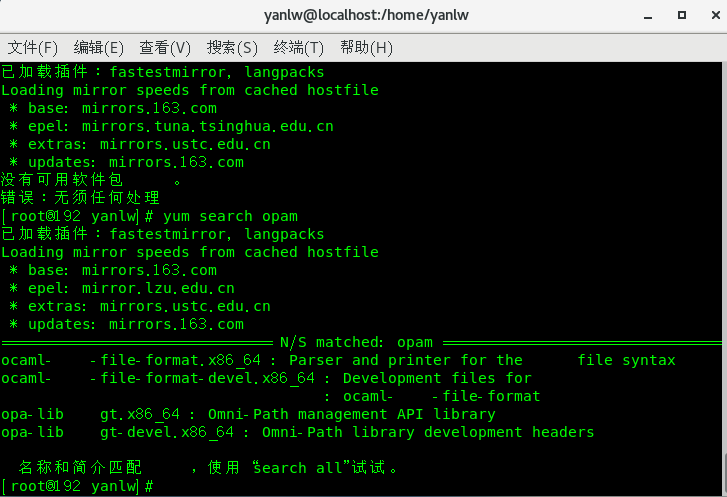 yanlw@localhost:/home/yanlw
文件(F) 编辑(E) 查看(V) 搜索(S) 终端(T) 帮助(H)
已加载插件：fastestmirror, langpacks
Loading mirror speeds from cached hostfile
 * base: mirrors.163.com
 * epel: mirrors.tuna.tsinghua.edu.cn
 * extras: mirrors.ustc.edu.cn
 * updates: mirrors.163.com
没有可用软件包      。
错误：无须任何处理
[root@192 yanlw]# yum search opam
已加载插件：fastestmirror, langpacks
Loading mirror speeds from cached hostfile
 * base: mirrors.163.com
 * epel: mirror.lzu.edu.cn
 * extras: mirrors.ustc.edu.cn
 * updates: mirrors.163.com
============================== N/S matched: opam ===============================
ocaml-    -file-format.x86_64 : Parser and printer for the      file syntax
ocaml-    -file-format-devel.x86_64 : Development files for
                                    : ocaml-    -file-format
opa-lib    gt.x86_64 : Omni-Path management API library
opa-lib    gt-devel.x86_64 : Omni-Path library development headers
  名称和简介匹配      ，使用“search all”试试。
[root@192 yanlw]#